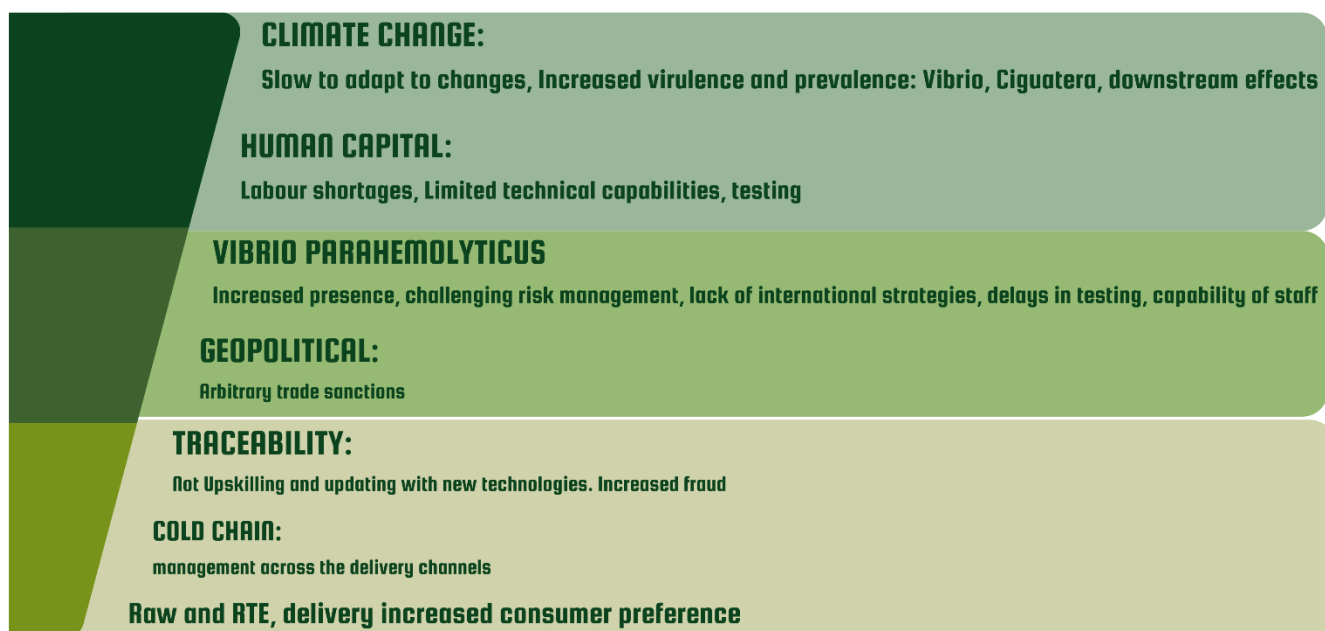 CLIMATE CHANGE:
Slow to adapt to changes, Increased virulence and prevalence: Vibrio, Ciguatera, downstream effects
HUMAN CAPITAL:
Labour shortages, Limited technical capabilities, testing
VIBRIO PARAHEMOLYTICUS
Increased presence, challenging risk management, lack of international strategies, delays in testing, capability of staff
GEOPOLITICAL:
Arbitrary trade sanctions
TRACEABILITY:
Not Upskilling and updating with new technologies. Increased fraud
COLD CHAIN:
management across the delivery channels
Raw and RTE, delivery increased consumer preference